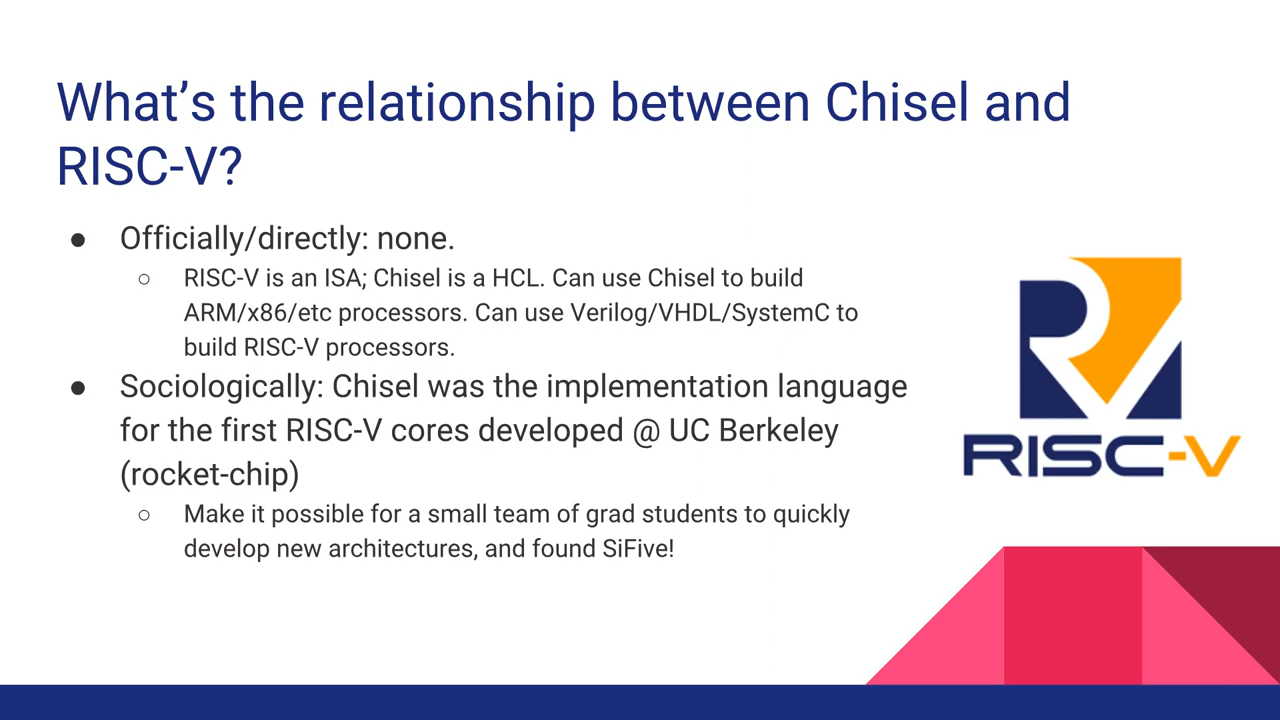 What’s the relationship between Chisel and
RISC-V?
● Officially/directly: none.
○ RISC-V is an ISA; Chisel is a HCL. Can use Chisel to build
ARM/x86/etc processors. Can use Verilog/VHDL/SystemC to
build RISC-V processors.
● Sociologically: Chisel was the implementation language
for the first RISC-V cores developed @ UC Berkeley
(rocket-chip)
○ Make it possible for a small team of grad students to quickly
develop new architectures, and found SiFive!
RISC-V